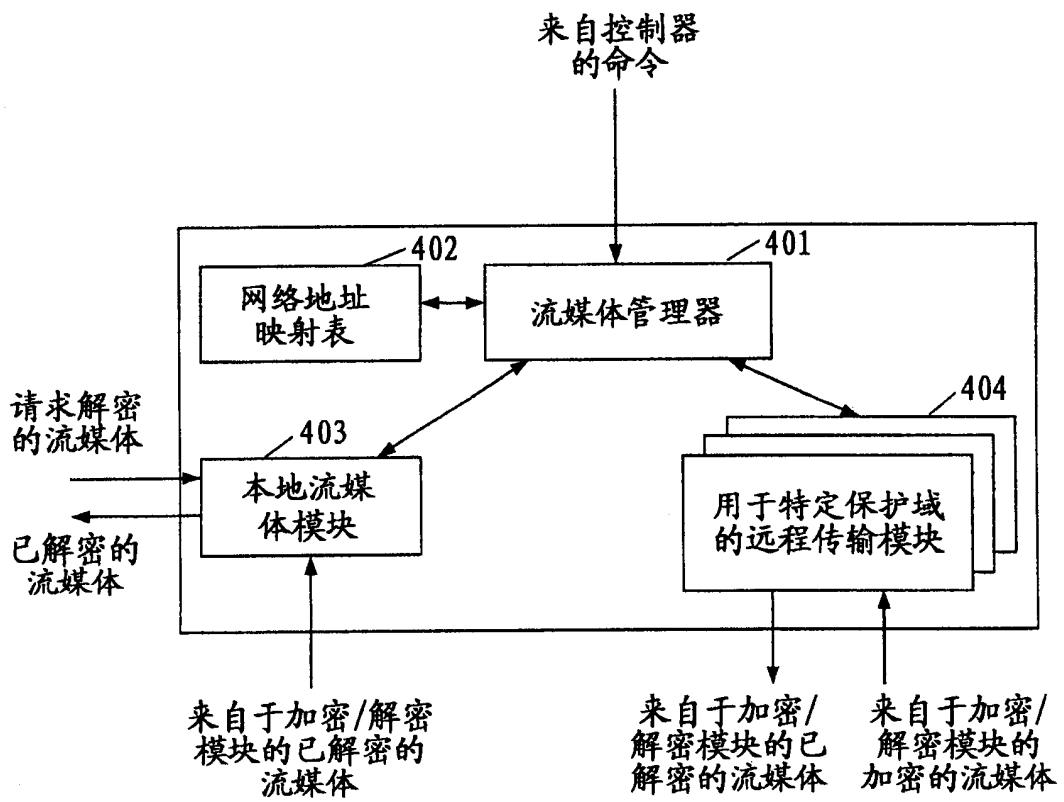 来自控制器
的命令
402
401
网络地址
映射表
流媒体管理器
请求解密
的流媒体
403
404
本地流媒
体模块
用于特定保护域
的远程传输模块
已解密的
流媒体
来自于加密/解密
模块的已解密的
流媒体
来自于加密/
解密模块的已
解密的流媒体
来自于加密/
解密模块的
加密的流媒体